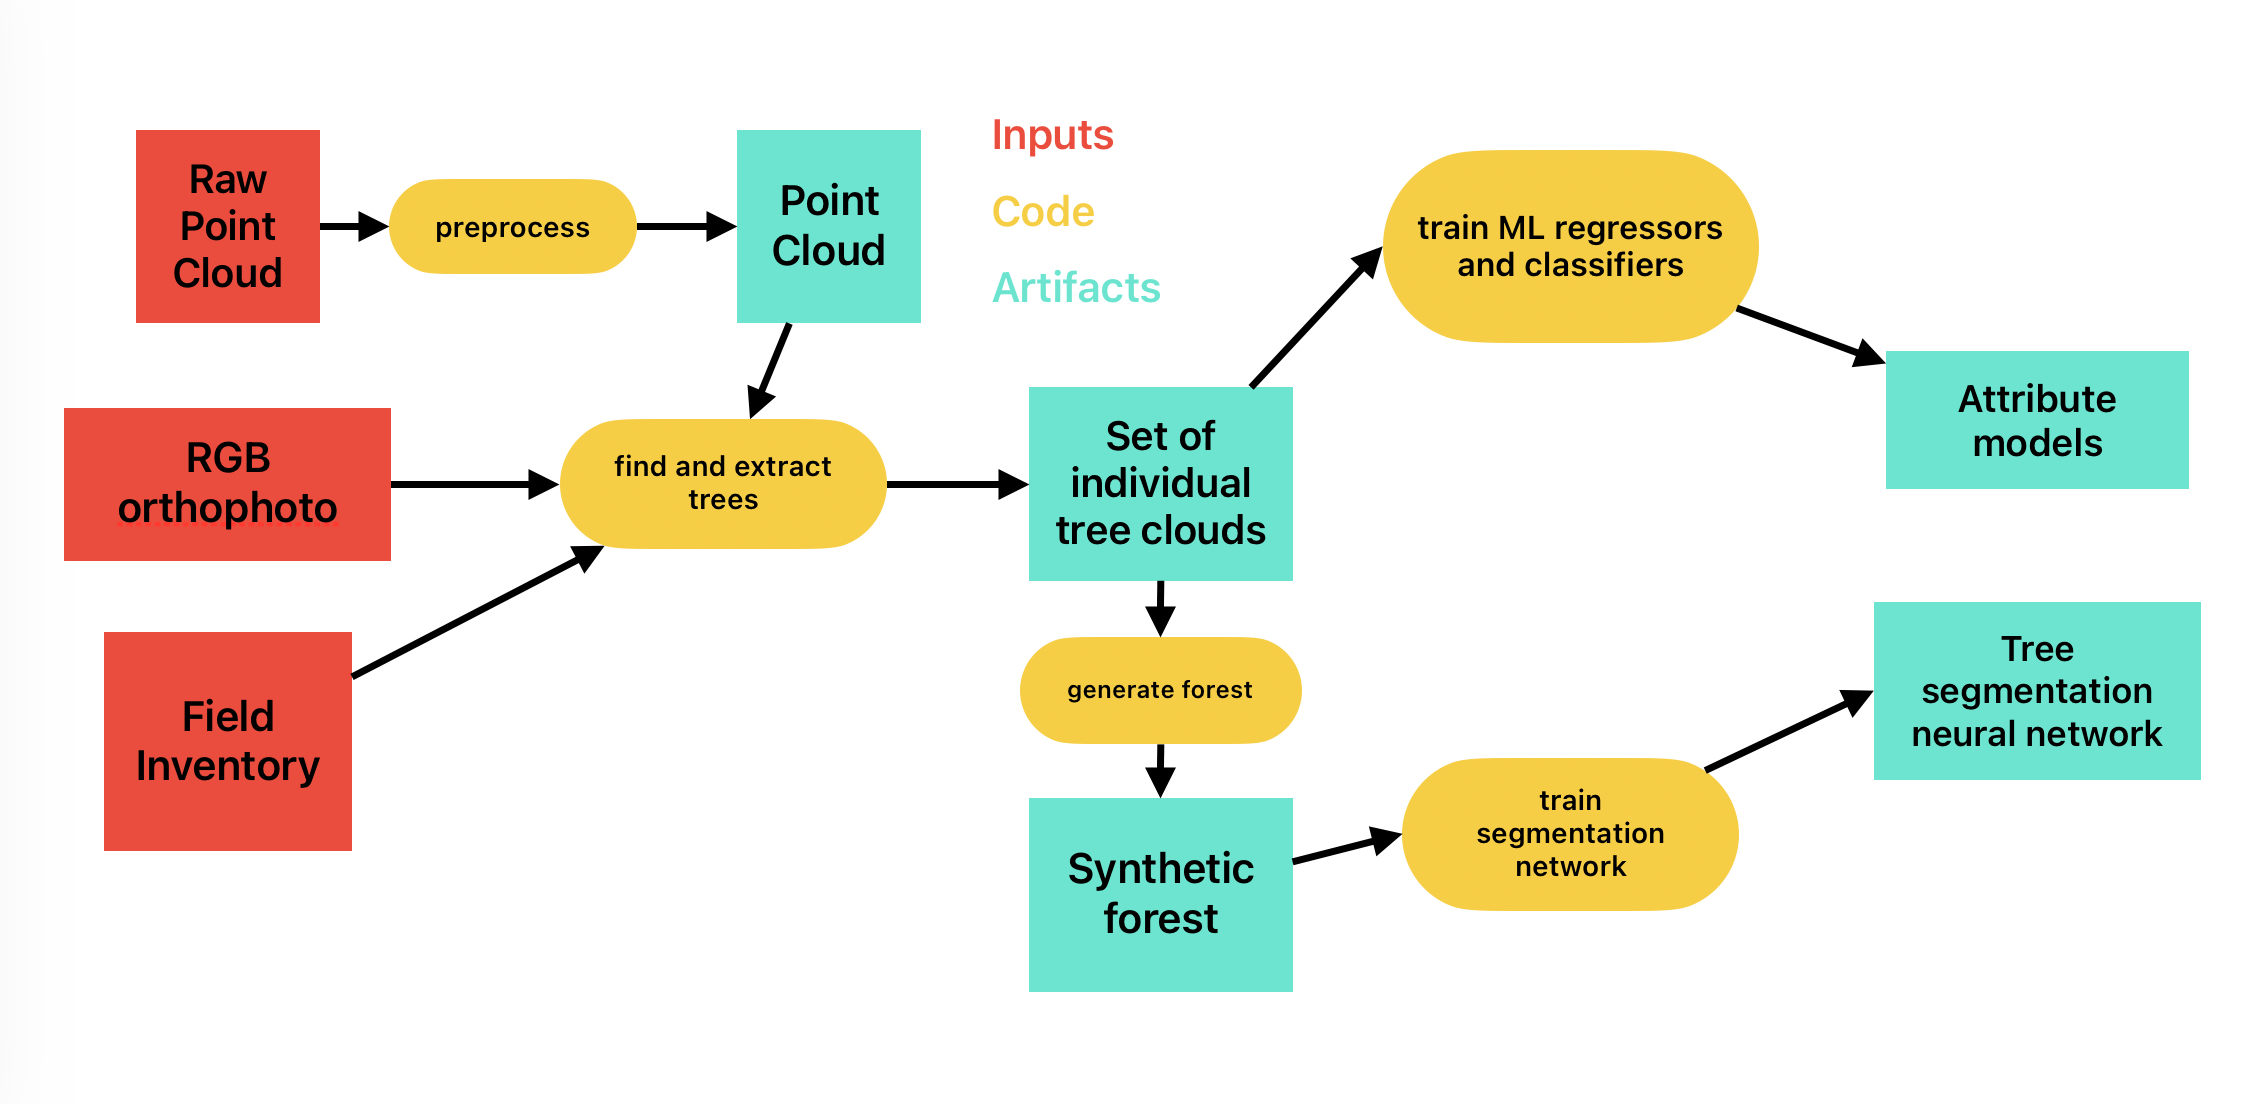 Raw
Point
Cloud
preprocess
Point
Cloud
Inputs
Code
Artifacts
train ML regressors
and classifiers
RGB
orthophoto
find and extract
trees
Set of
individual
tree clouds
Attribute
models
Field
Inventory
generate forest
Tree
segmentation
neural network
Synthetic
forest
train
segmentation
network